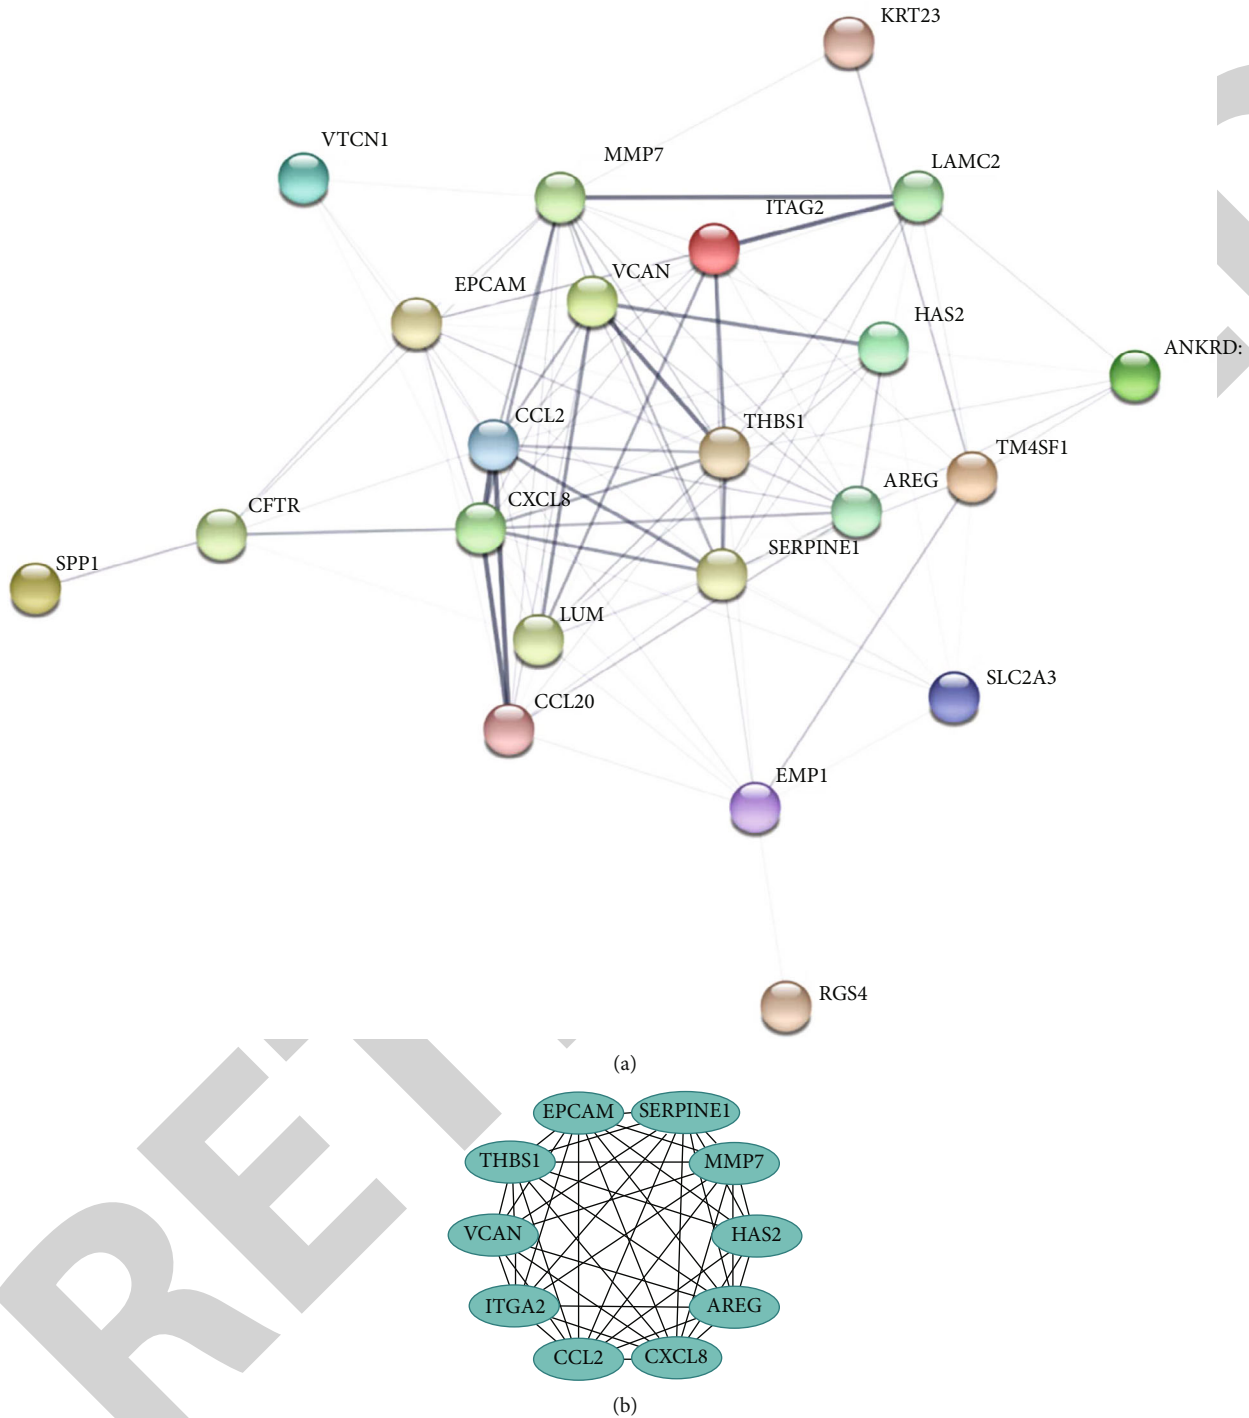 KRT23
VTCN1
MMP7
LAMC2
ITAG2
EPCAM
VCAN
HAS2
ANKRD:
CCL2
THBS1
TM4SF1
AREG
CXCL8
CFTR
SERPINE1
SPP1
LUM
SLC2A3
CCL20
EMP1
RGS4
(a)
EPCAM SERPINE1
THBS1 MMP7
VCAN HAS2
ITGA2 AREG
CCL2 CXCL8
(b)
RE